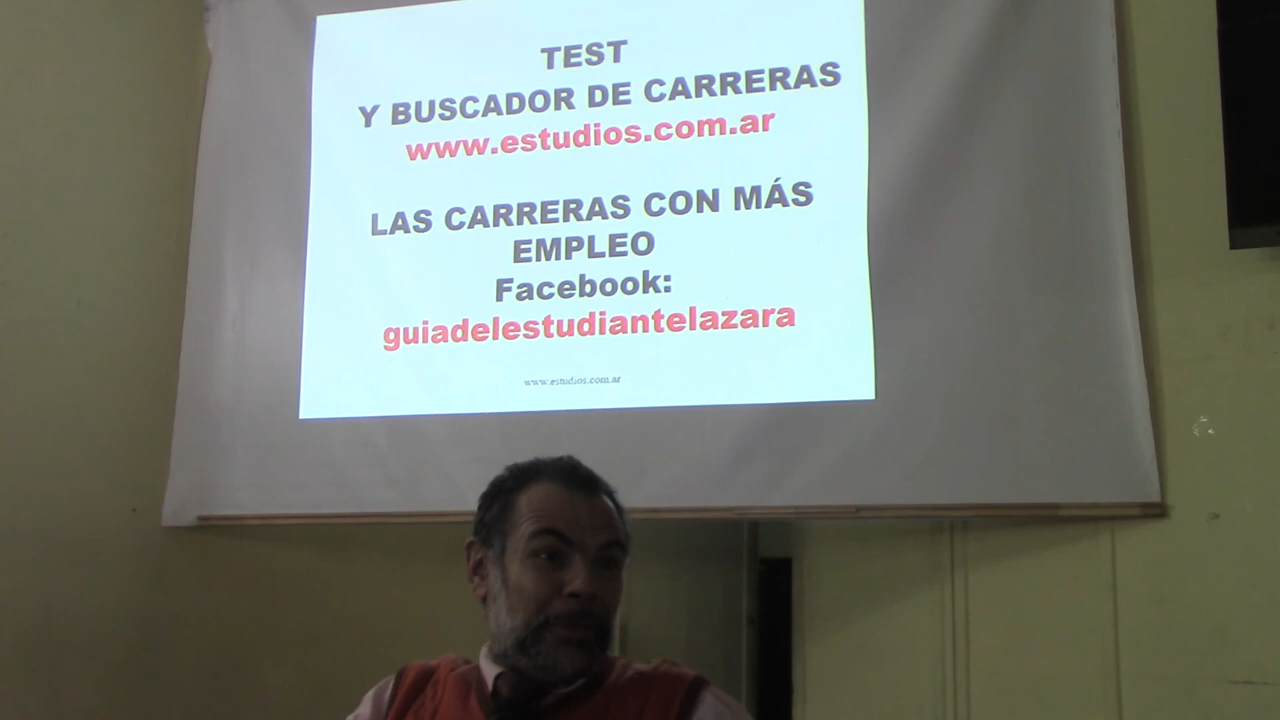 TEST
Y BUSCADOR DE CARRERAS
www.estudios.com.ar
LAS CARRERAS CON MÁS
EMPLEO
Facebook:
guiadelestudiantelazara
www.estudios.com.ar